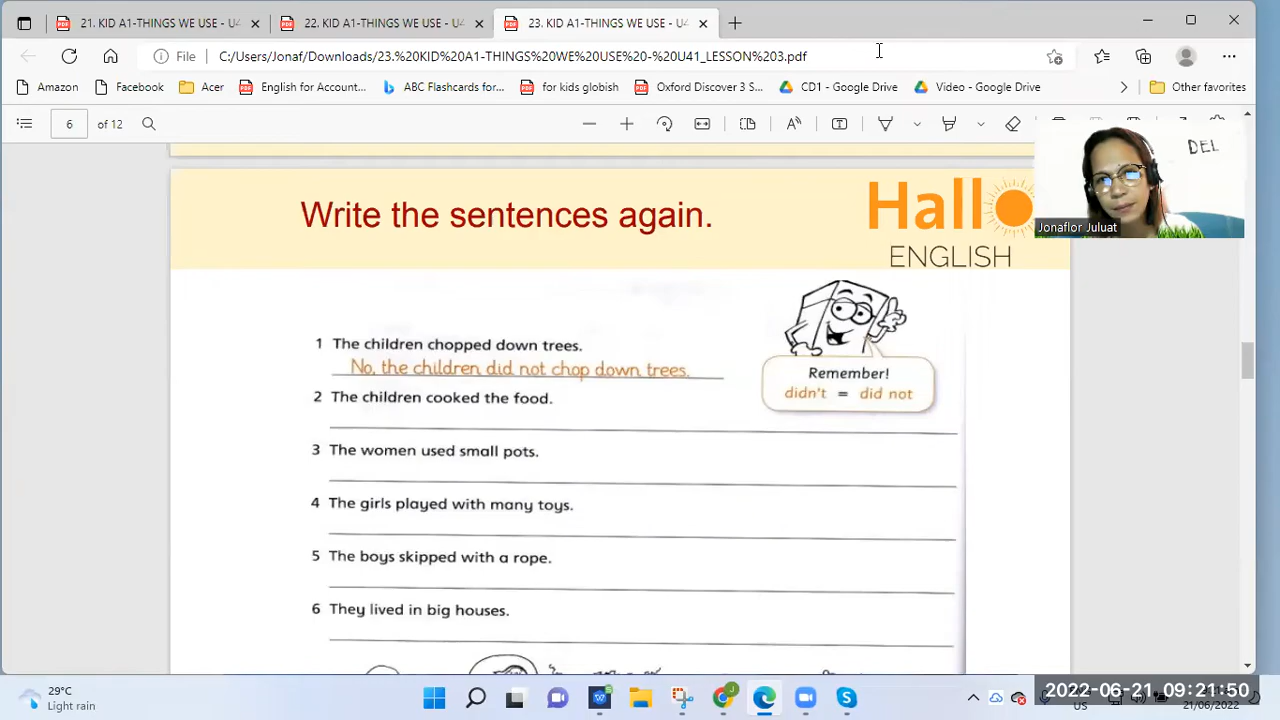 21. KID A1-THINGS WE USE - U4
22. KID A1-THINGS WE USE - U4
23. KID A1-THINGS WE USE - U4
File
C:/Users/Jonaf/Downloads/23.%20KID%20A1-THINGS%20WE%20USE%20-%20U41_LESSON%203.pdf
Amazon
Facebook
Acer
English for Account...
ABC Flashcards for...
for kids globish
Oxford Discover 3 S...
CD1 - Google Drive
Video - Google Drive
Other favorites
6 of 12
DEL
Jonaflor Juluat
Write the sentences again.
Hallo
ENGLISH
1 The children chopped down trees.
No, the children did not chop down trees.
Remember!
didn't = did not
2 The children cooked the food.
3 The women used small pots.
4 The girls played with many toys.
5 The boys skipped with a rope.
6 They lived in big houses.
29°C
Light rain
2022-06-21 09:21:50
US
21/06/2022